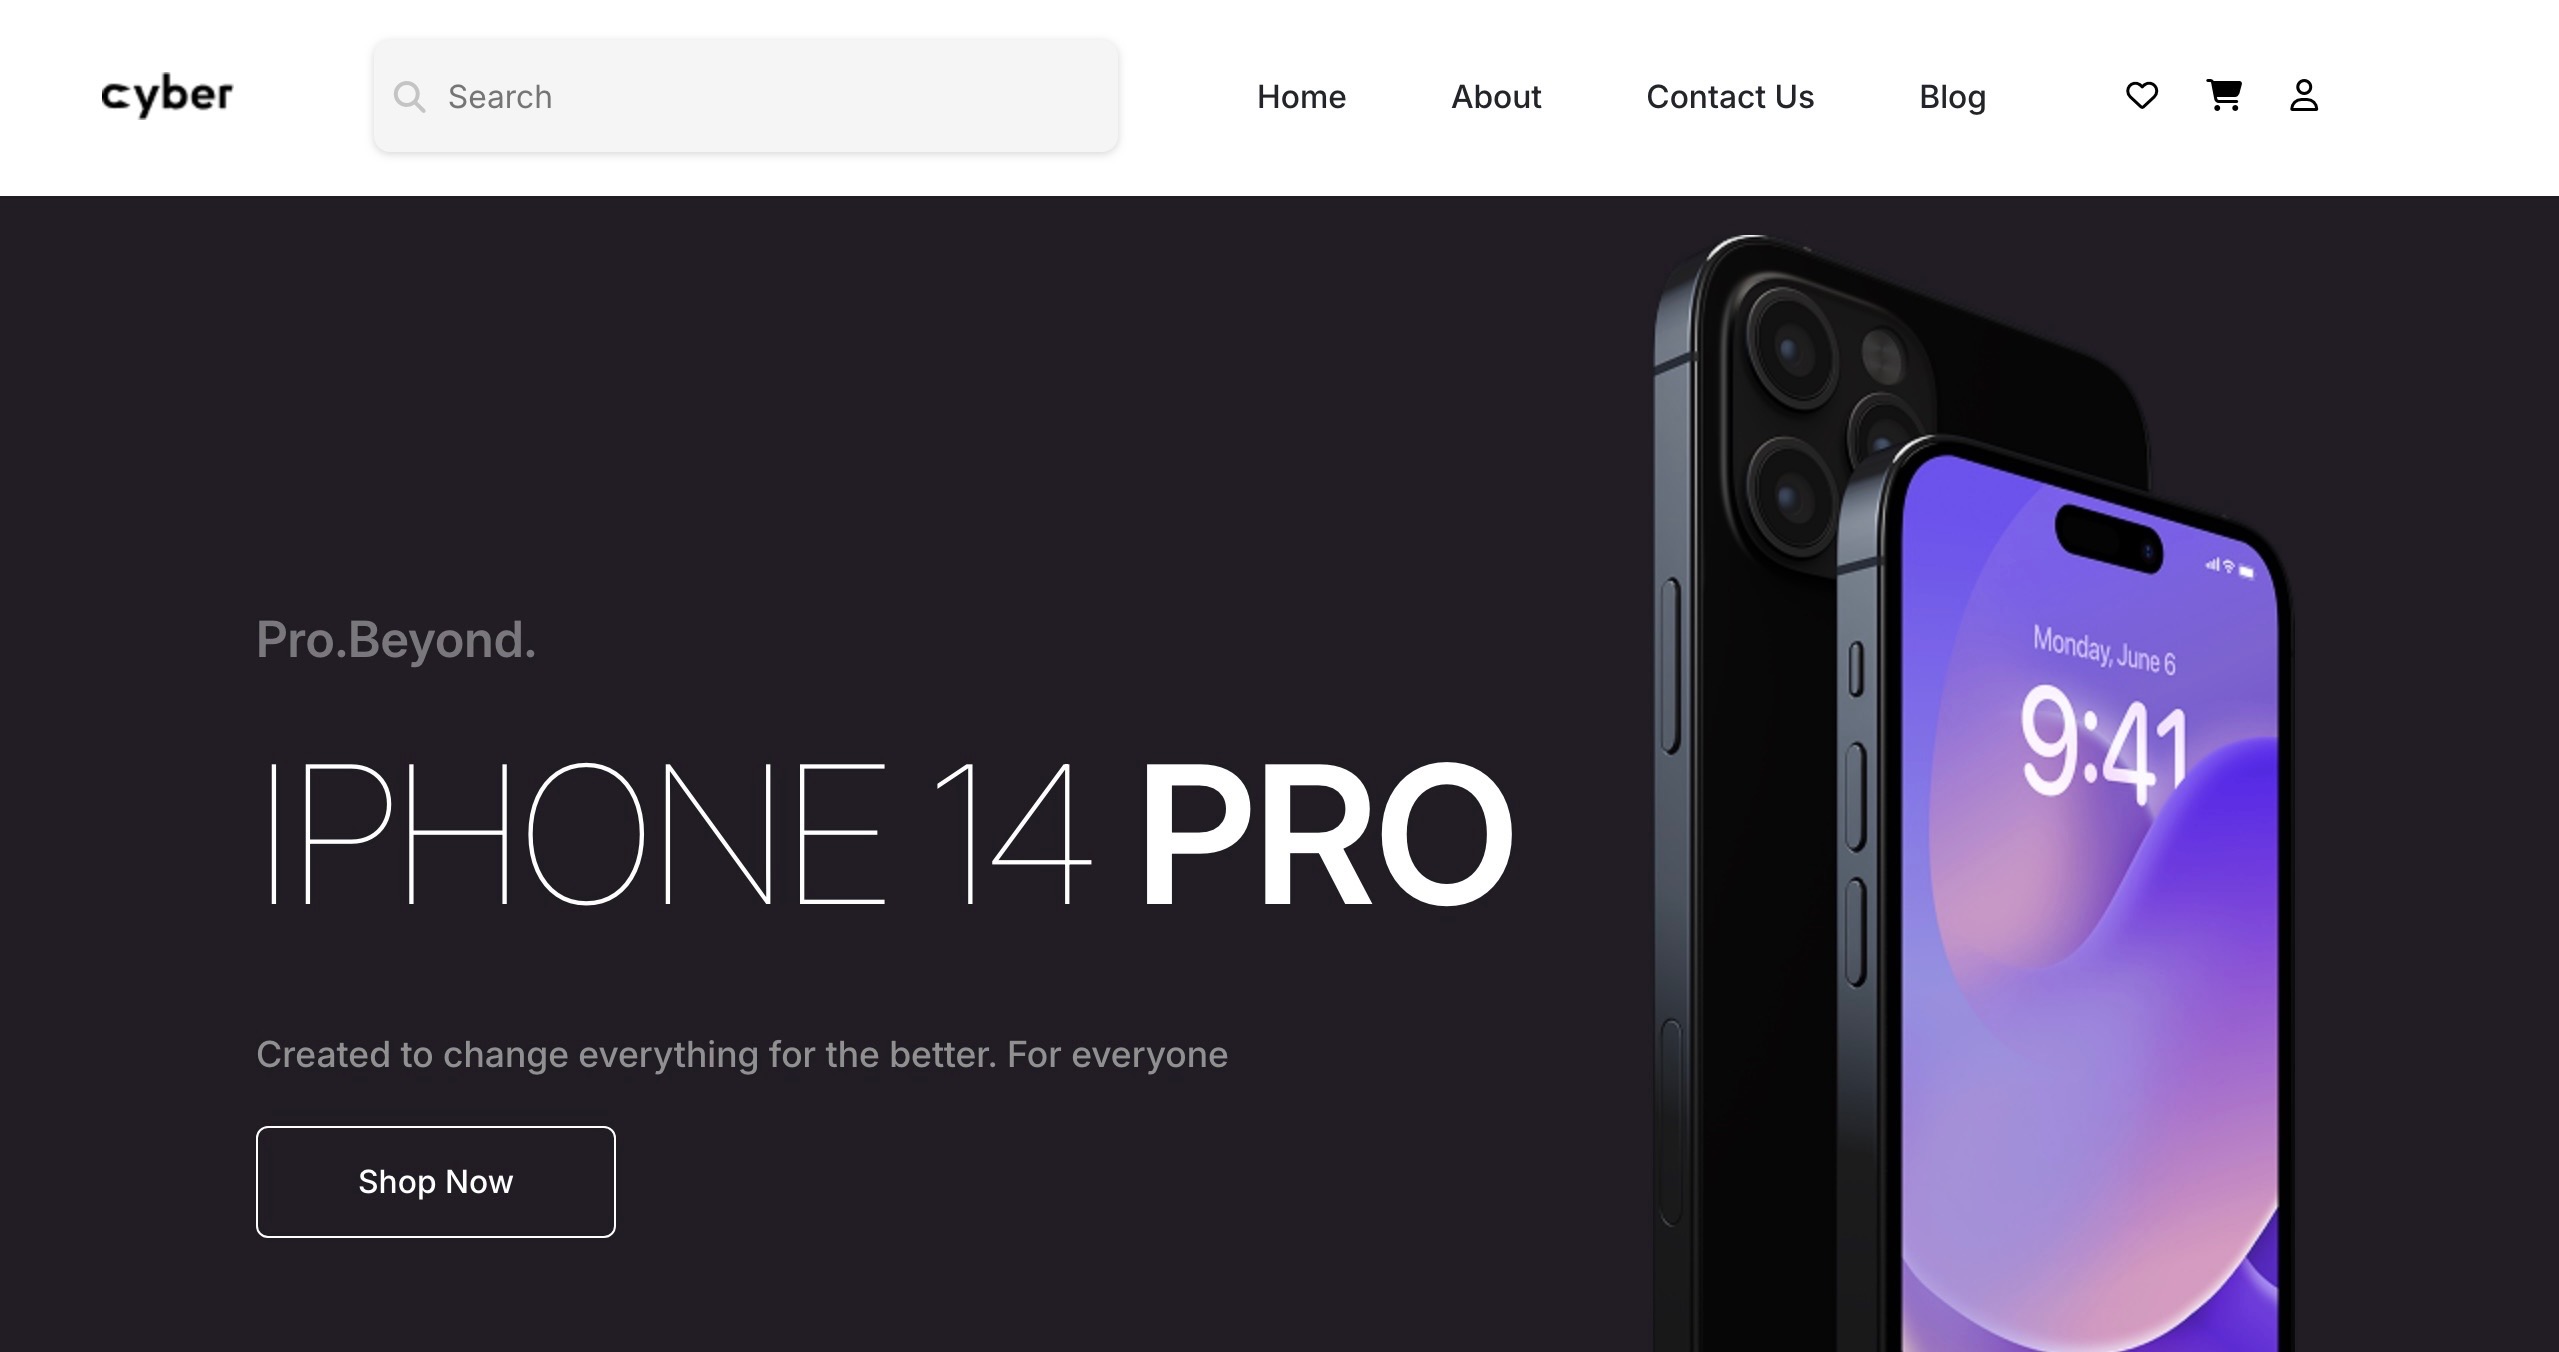 cyber
Search
Home
About
Contact Us
Blog
Pro.Beyond.
IPHONE 14 PRO
Created to change everything for the better. For everyone
Shop Now
Monday, June 6
9:41